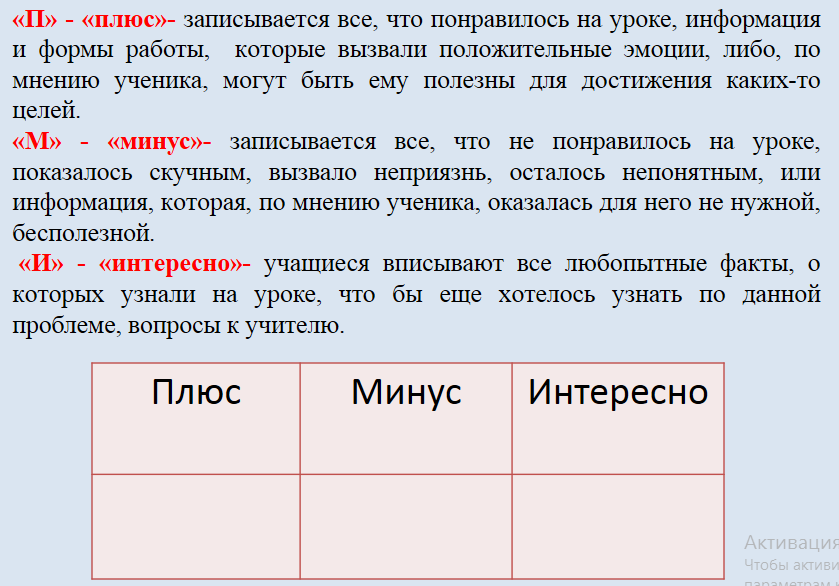 «П» - «плюс»- записывается все, что понравилось на уроке, информация
и формы работы, которые вызвали положительные эмоции, либо, по
мнению ученика, могут быть ему полезны для достижения каких-то
целей.
«М» - «минус»- записывается все, что не понравилось на уроке,
показалось скучным, вызвало неприязнь, осталось непонятным, или
информация, которая, по мнению ученика, оказалась для него не нужной,
бесполезной.
«И» - «интересно»- учащиеся вписывают все любопытные факты, о
которых узнали на уроке, что бы еще хотелось узнать по данной
проблеме, вопросы к учителю.
Плюс Минус Интересно
Активация
Чтобы активи
параметрам